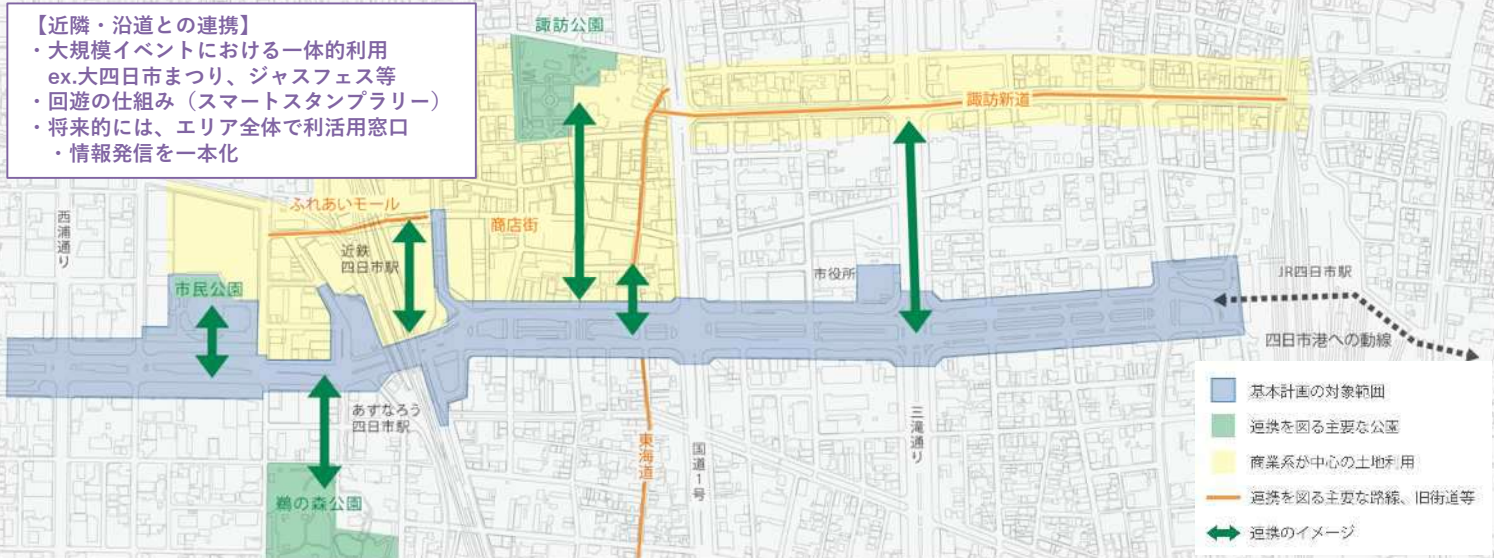 【近隣・沿道との連携】
・大規模イベントにおける一体的利用
ex.大四日市まつり、ジャズフェス等
・回遊の仕組み（スマートスタンプラリー）
・将来的には、エリア全体で利活用窓口
・情報発信を一本化
諏訪公園
諏訪新道
ふれあいモール
商店街
西浦通り
近鉄
四日市駅
市民公園
市役所
JR四日市駅
四日市港への動線
あすなろう
四日市駅
東海道
国道1号
三滝通り
鵜の森公園
基本計画の対象範囲
連携を図る主要な公園
商業系が中心の土地利用
連携を図る主要な路線、旧街道等
連携のイメージ